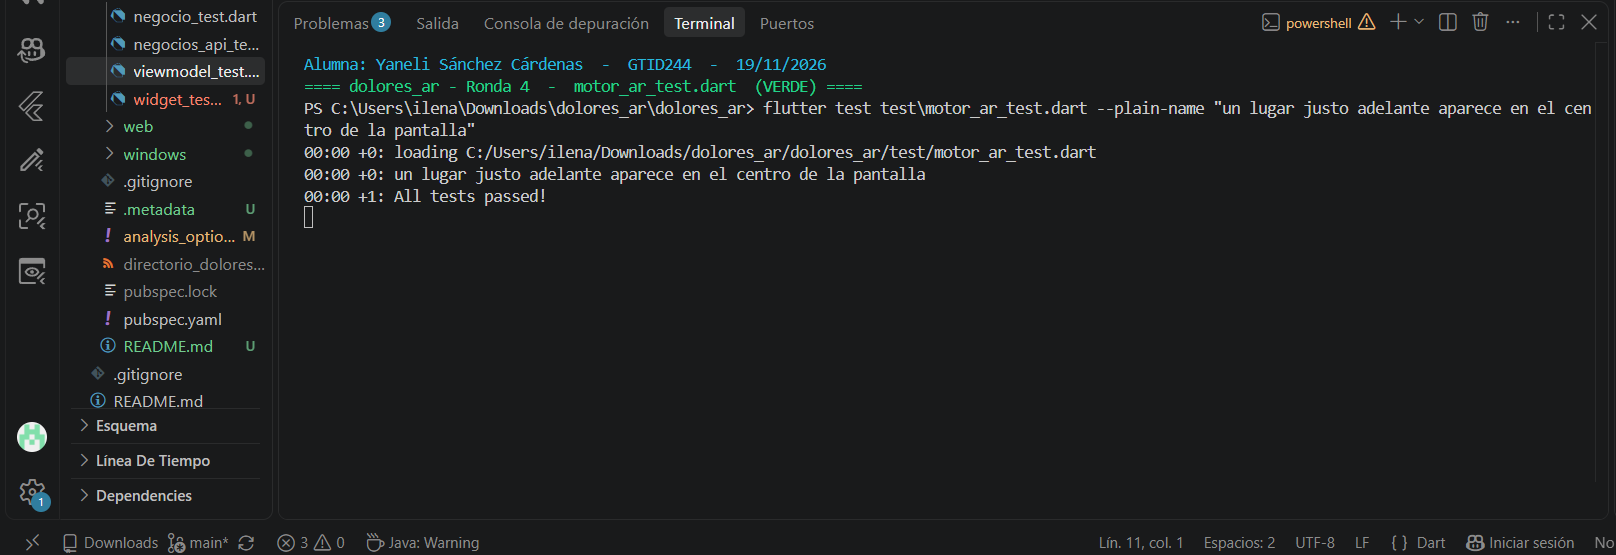 negocio_test.dart
negocios_api_te...
viewmodel_test....
widget_tes... 1, U
web
windows
.gitignore
.metadata U
analysis_optio... M
directorio_dolores...
pubspec.lock
pubspec.yaml
README.md U
.gitignore
README.md
Esquema
Línea De Tiempo
Dependencies
1
Problemas 3 Salida Consola de depuración Terminal Puertos
powershell
Alumna: Yaneli Sánchez Cárdenas - GTID244 - 19/11/2026
==== dolores_ar - Ronda 4 - motor_ar_test.dart (VERDE) ====
PS C:\Users\ilena\Downloads\dolores_ar\dolores_ar> flutter test test\motor_ar_test.dart --plain-name "un lugar justo adelante aparece en el cen
tro de la pantalla"
00:00 +0: loading C:/Users/ilena/Downloads/dolores_ar/dolores_ar/test/motor_ar_test.dart
00:00 +0: un lugar justo adelante aparece en el centro de la pantalla
00:00 +1: All tests passed!
Downloads main* 3 0 Java: Warning Lín. 11, col. 1 Espacios: 2 UTF-8 LF { } Dart Iniciar sesión No